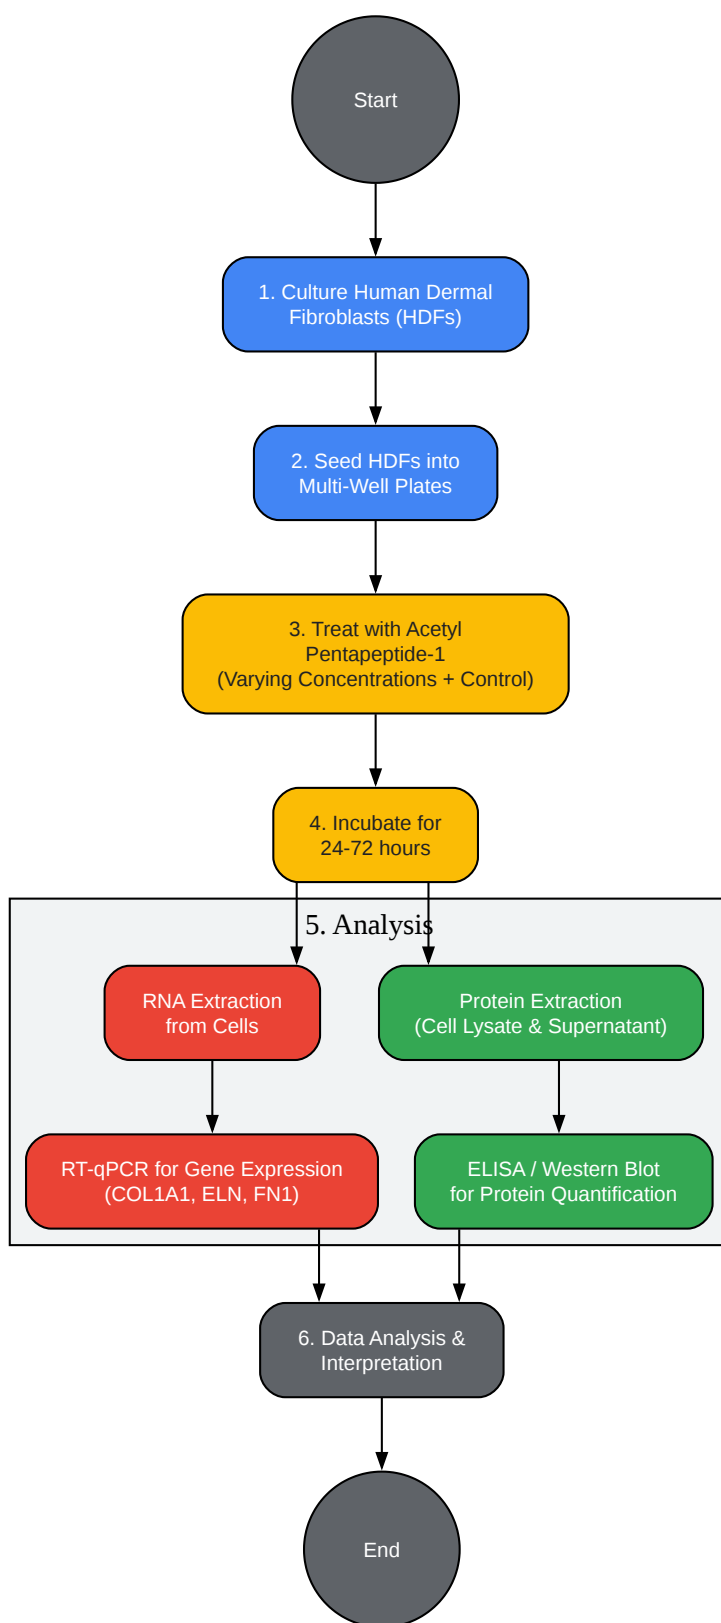 Start
1. Culture Human Dermal
Fibroblasts (HDFs)
2. Seed HDFs into
Multi-Well Plates
3. Treat with Acetyl
Pentapeptide-1
(Varying Concentrations + Control)
4. Incubate for
24-72 hours
5. Analysis
RNA Extraction
from Cells
Protein Extraction
(Cell Lysate & Supernatant)
RT-qPCR for Gene Expression
(COL1A1, ELN, FN1)
ELISA / Western Blot
for Protein Quantification
6. Data Analysis &
Interpretation
End